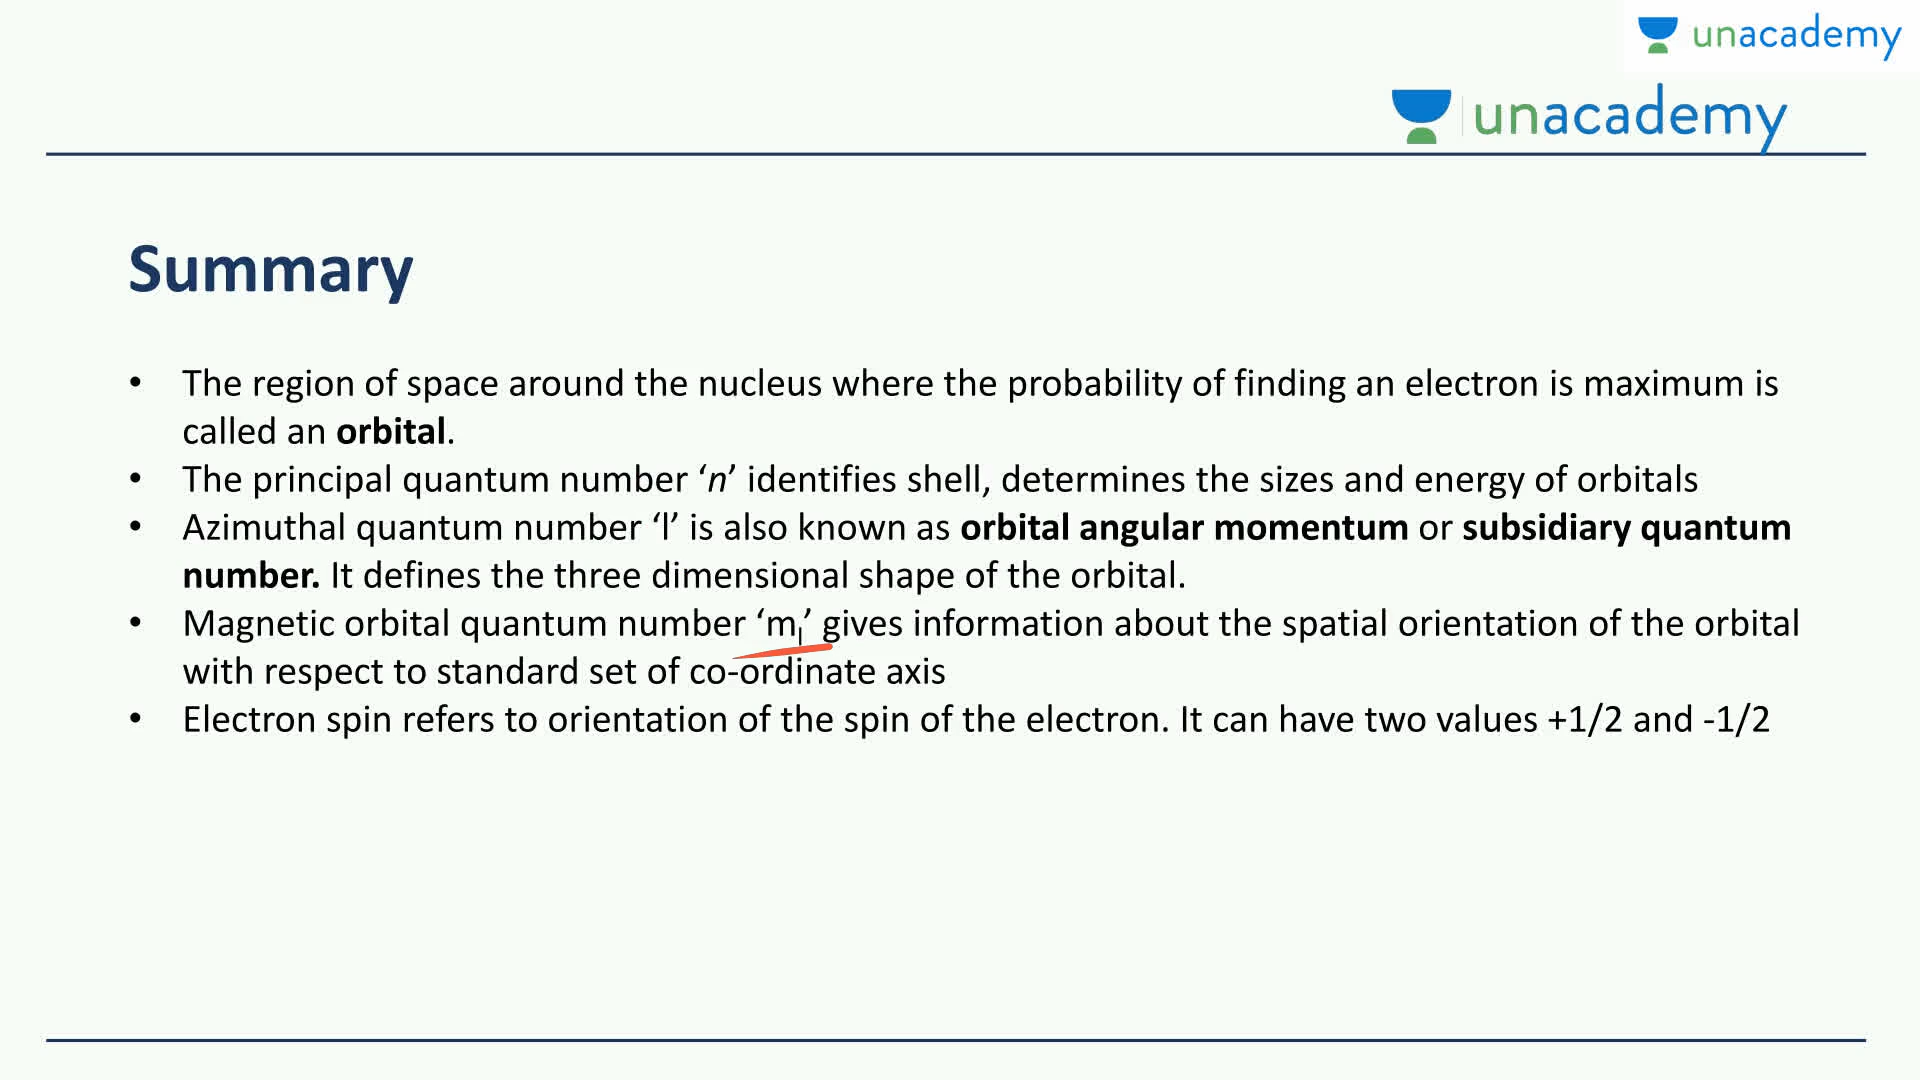 unacademy
unacademy
Summary
• The region of space around the nucleus where the probability of finding an electron is maximum is
called an orbital.
• The principal quantum number ‘n’ identifies shell, determines the sizes and energy of orbitals
• Azimuthal quantum number ‘l’ is also known as orbital angular momentum or subsidiary quantum
number. It defines the three dimensional shape of the orbital.
• Magnetic orbital quantum number ‘mₗ’ gives information about the spatial orientation of the orbital
with respect to standard set of co-ordinate axis
• Electron spin refers to orientation of the spin of the electron. It can have two values +1/2 and -1/2